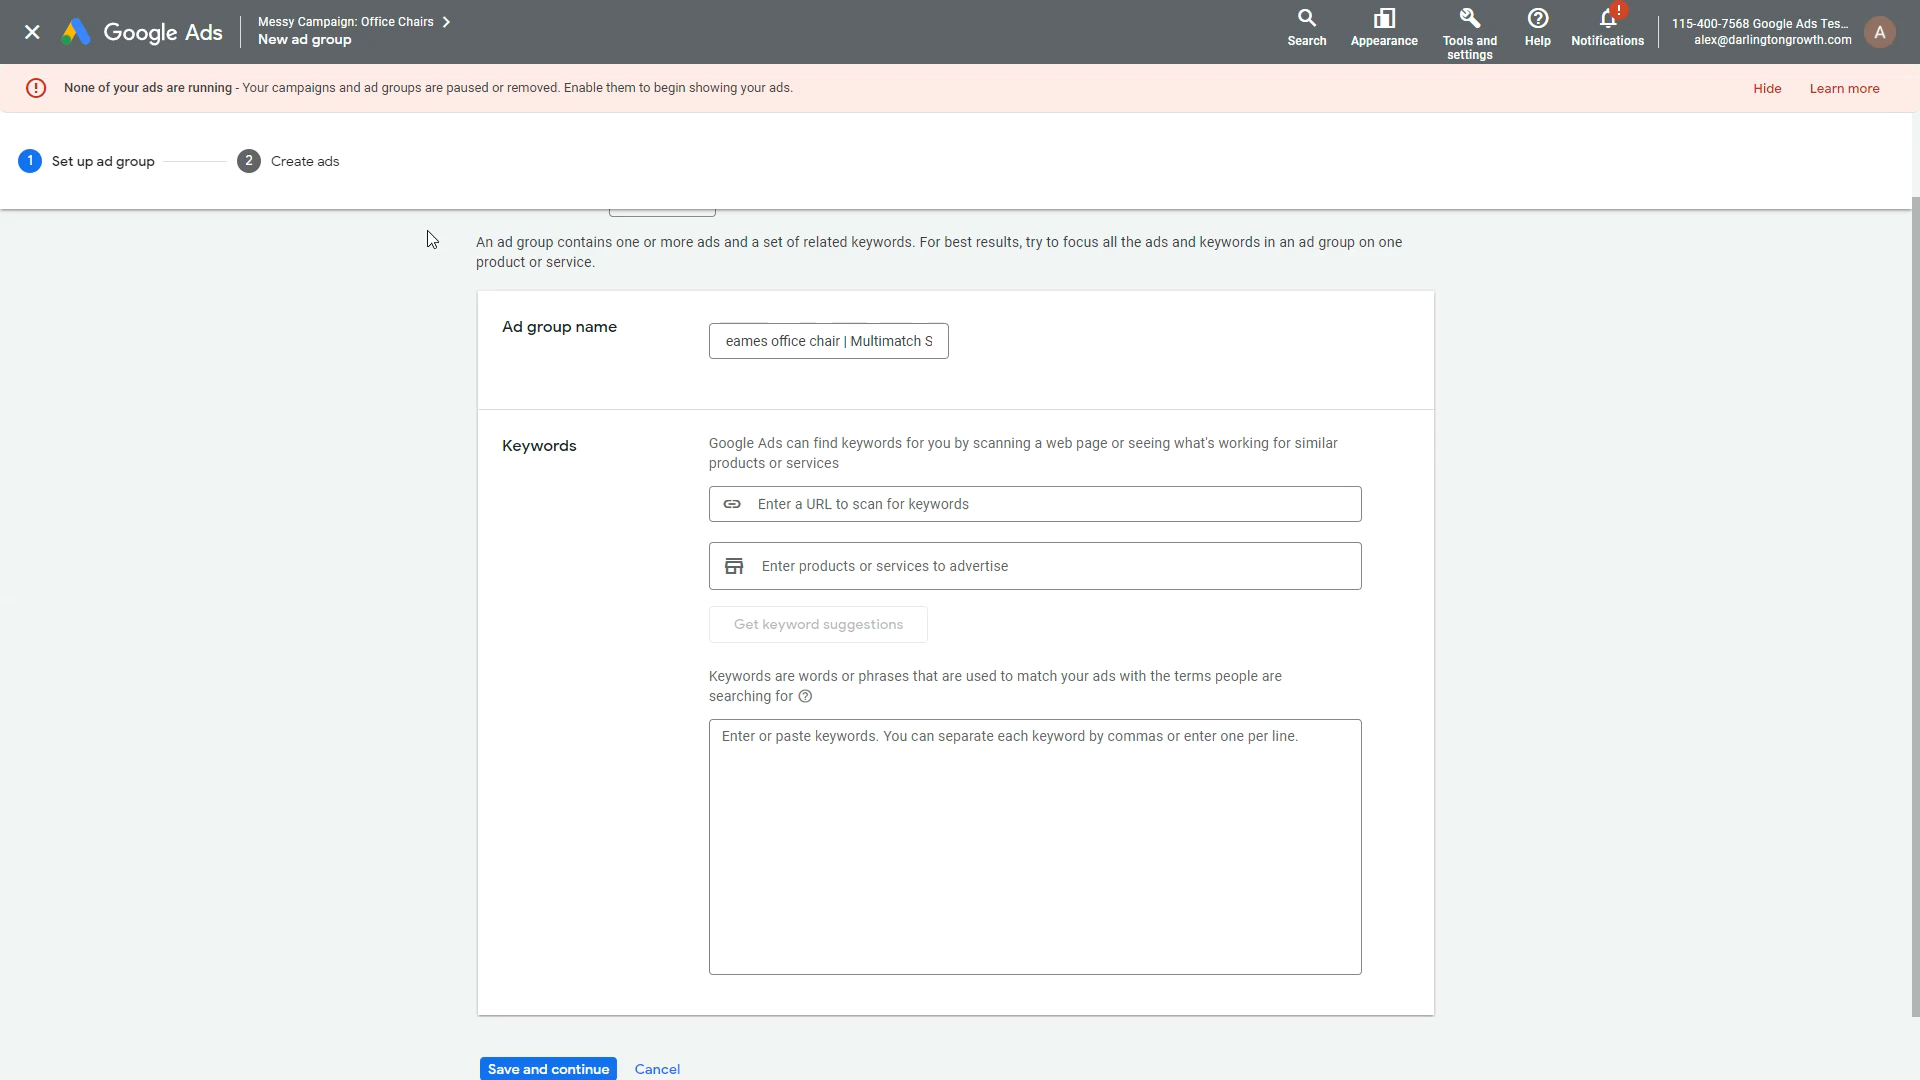 Google Ads
Messy Campaign: Office Chairs
New ad group
Search
Appearance
Tools and settings
Help
Notifications
!
115-400-7568 Google Ads Tes...
alex@darlingtongrowth.com
A
None of your ads are running - Your campaigns and ad groups are paused or removed. Enable them to begin showing your ads.
Hide
Learn more
1 Set up ad group
2 Create ads
An ad group contains one or more ads and a set of related keywords. For best results, try to focus all the ads and keywords in an ad group on one
product or service.
Ad group name
eames office chair | Multimatch S
Keywords
Google Ads can find keywords for you by scanning a web page or seeing what's working for similar
products or services
Enter a URL to scan for keywords
Enter products or services to advertise
Get keyword suggestions
Keywords are words or phrases that are used to match your ads with the terms people are
searching for
Enter or paste keywords. You can separate each keyword by commas or enter one per line.
Save and continue
Cancel